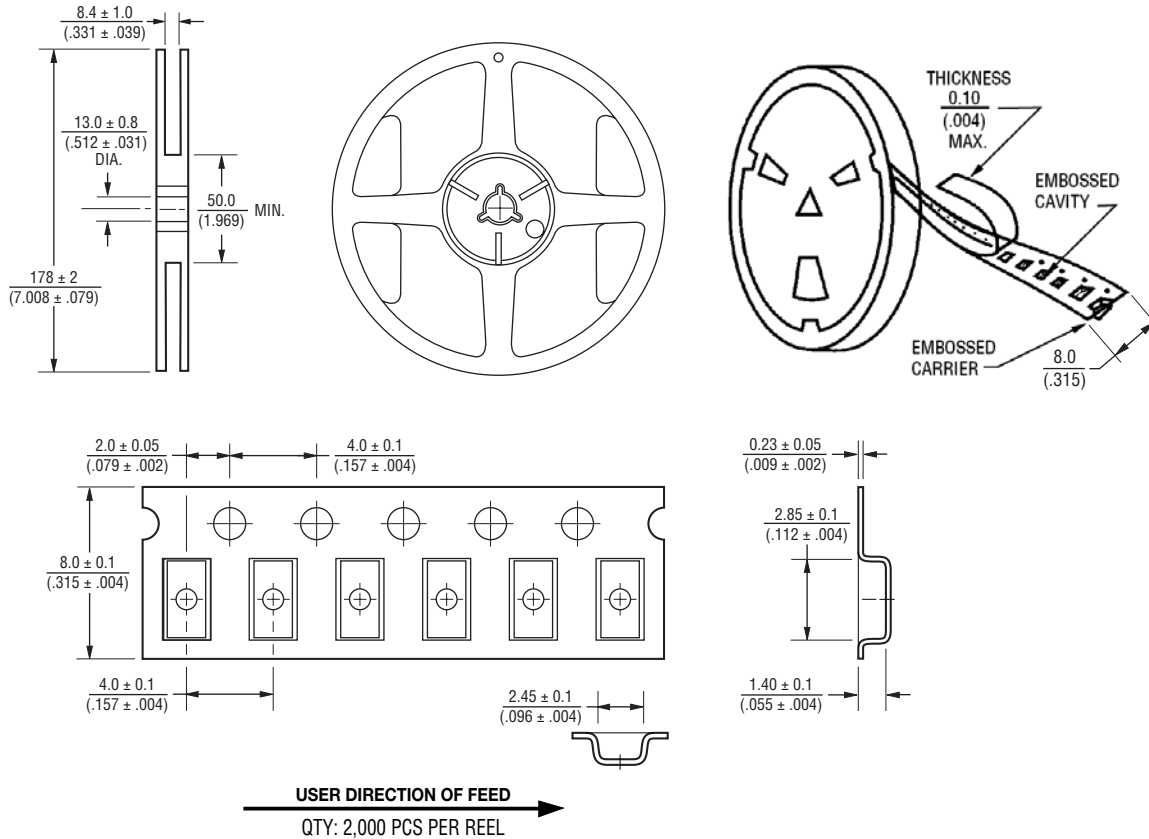 8.4 ± 1.0
(.331 ± .039)
13.0 ± 0.8
(.512 ± .031)
DIA.
50.0
(1.969)
MIN.
178 ± 2
(7.008 ± .079)
THICKNESS
0.10
(.004)
MAX.
EMBOSSED
CAVITY
EMBOSSED
CARRIER
8.0
(.315)
2.0 ± 0.05
(.079 ± .002)
4.0 ± 0.1
(.157 ± .004)
8.0 ± 0.1
(.315 ± .004)
4.0 ± 0.1
(.157 ± .004)
0.23 ± 0.05
(.009 ± .002)
2.85 ± 0.1
(.112 ± .004)
2.45 ± 0.1
(.096 ± .004)
1.40 ± 0.1
(.055 ± .004)
USER DIRECTION OF FEED
QTY: 2,000 PCS PER REEL